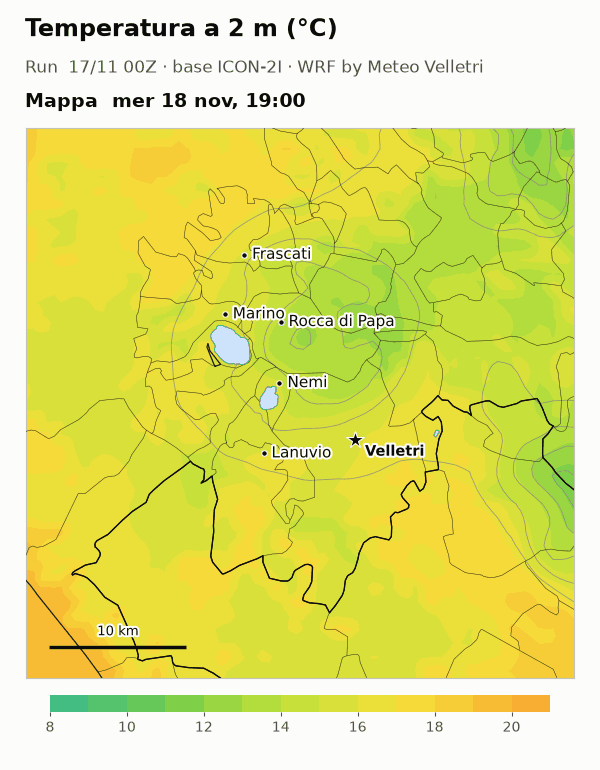 Temperatura a 2 m (°C)
Run  17/11 00Z · base ICON-2I · WRF by Meteo Velletri
Mappa  mer 18 nov, 19:00
Frascati
Marino
Rocca di Papa
Nemi
Lanuvio
Velletri
10 km
8 10 12 14 16 18 20